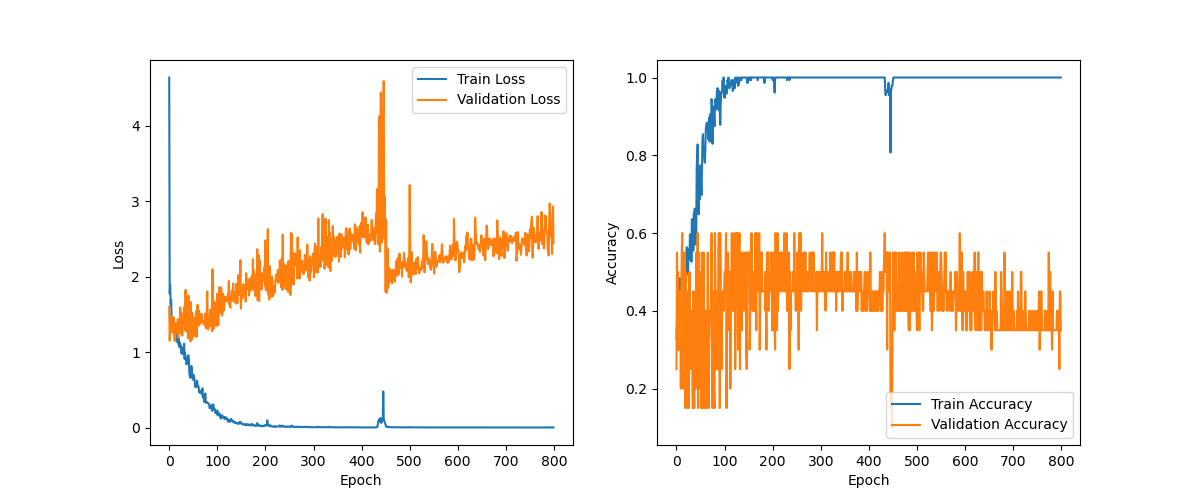 Train Loss
Validation Loss
Loss
4
3
2
1
0
0 100 200 300 400 500 600 700 800
Epoch
Accuracy
1.0
0.8
0.6
0.4
0.2
Train Accuracy
Validation Accuracy
0 100 200 300 400 500 600 700 800
Epoch